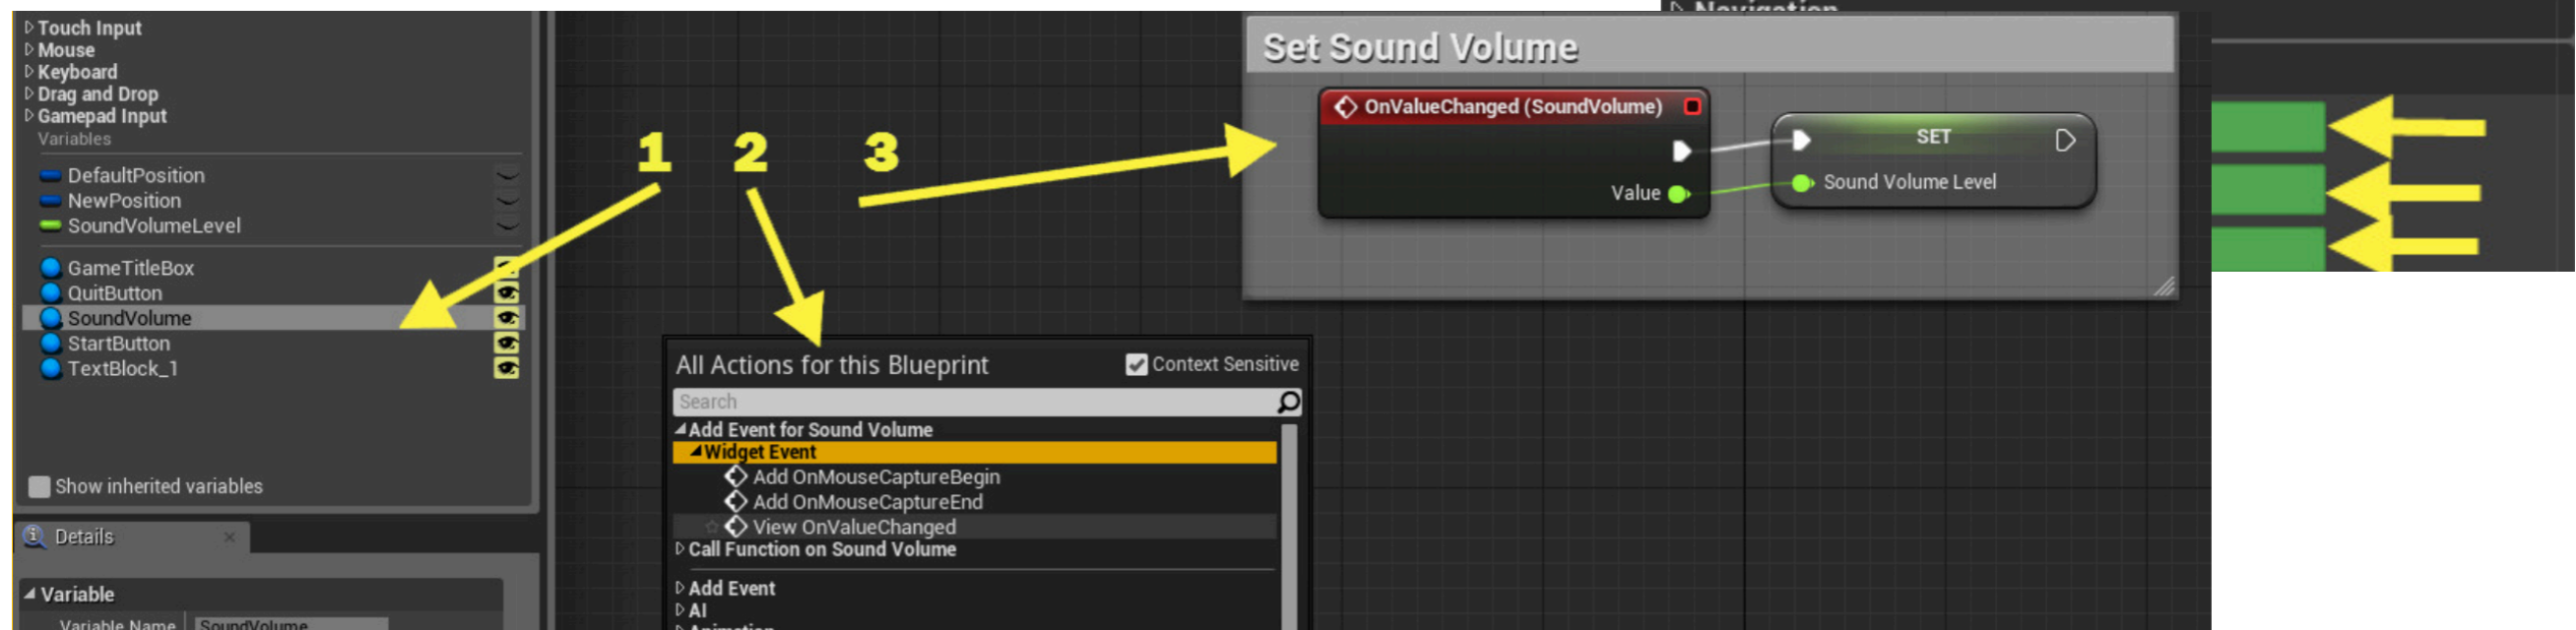 Touch Input
Mouse
Keyboard
Drag and Drop
Gamepad Input
Variables
DefaultPosition
NewPosition
SoundVolumeLevel
GameTitleBox
QuitButton
SoundVolume
StartButton
TextBlock_1
Show inherited variables
Details
Variable
Variable Name SoundVolume
1 2 3
All Actions for this Blueprint Context Sensitive
Search
Add Event for Sound Volume
Widget Event
Add OnMouseCaptureBegin
Add OnMouseCaptureEnd
View OnValueChanged
Call Function on Sound Volume
Add Event
AI
Animation
Set Sound Volume
OnValueChanged (SoundVolume)
Value
SET
Sound Volume Level
Navigation